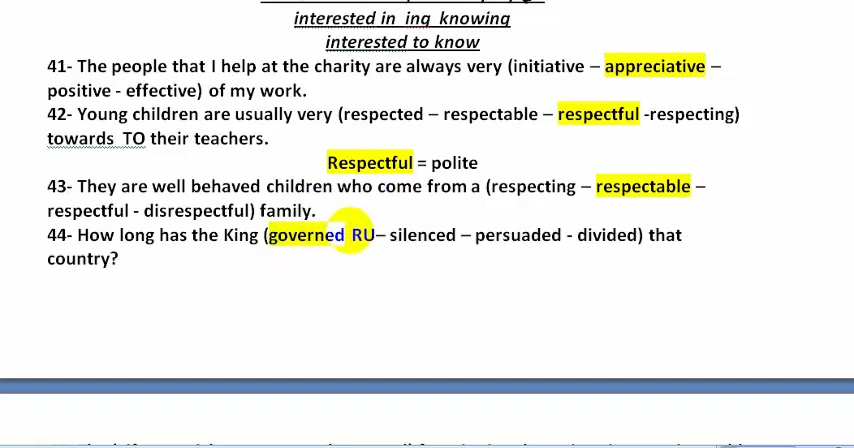 interested in ing knowing
interested to know
41- The people that I help at the charity are always very (initiative – appreciative –
positive - effective) of my work.
42- Young children are usually very (respected – respectable – respectful -respecting)
towards TO their teachers.
Respectful = polite
43- They are well behaved children who come from a (respecting – respectable –
respectful - disrespectful) family.
44- How long has the King (governed RU– silenced – persuaded - divided) that
country?